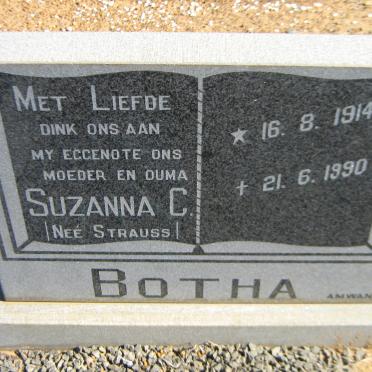 MET LIEFDE
DINK ONS AAN
MY EGGENOTE ONS
MOEDER EN OUMA
SUZANNA C.
(NEÉ STRAUSS)
★ 16. 8. 1914
† 21. 6. 1990
BOTHA